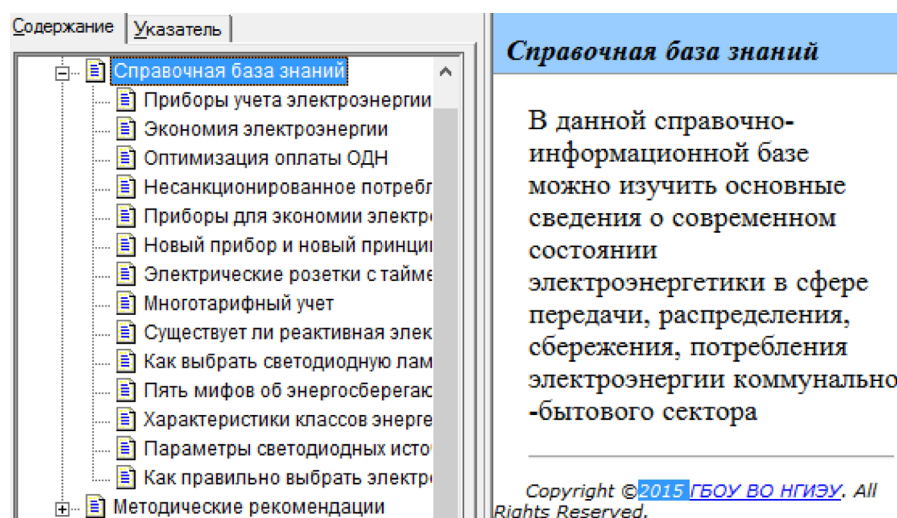 Содержание Указатель
Справочная база знаний
Приборы учета электроэнергии
Экономия электроэнергии
Оптимизация оплаты ОДН
Несанкционированное потребл
Приборы для экономии электр
Новый прибор и новый принци
Электрические розетки с тайме
Многотарифный учет
Существует ли реактивная элек
Как выбрать светодиодную лам
Пять мифов об энергосберегаю
Характеристики классов энерге
Параметры светодиодных исто
Как правильно выбрать электр
Методические рекомендации
Справочная база знаний
В данной справочно-
информационной базе
можно изучить основные
сведения о современном
состоянии
электроэнергетики в сфере
передачи, распределения,
сбережения, потребления
электроэнергии коммунально
-бытового сектора
Copyright ©2015 ГБОУ ВО НГИЭУ. All
Rights Reserved.